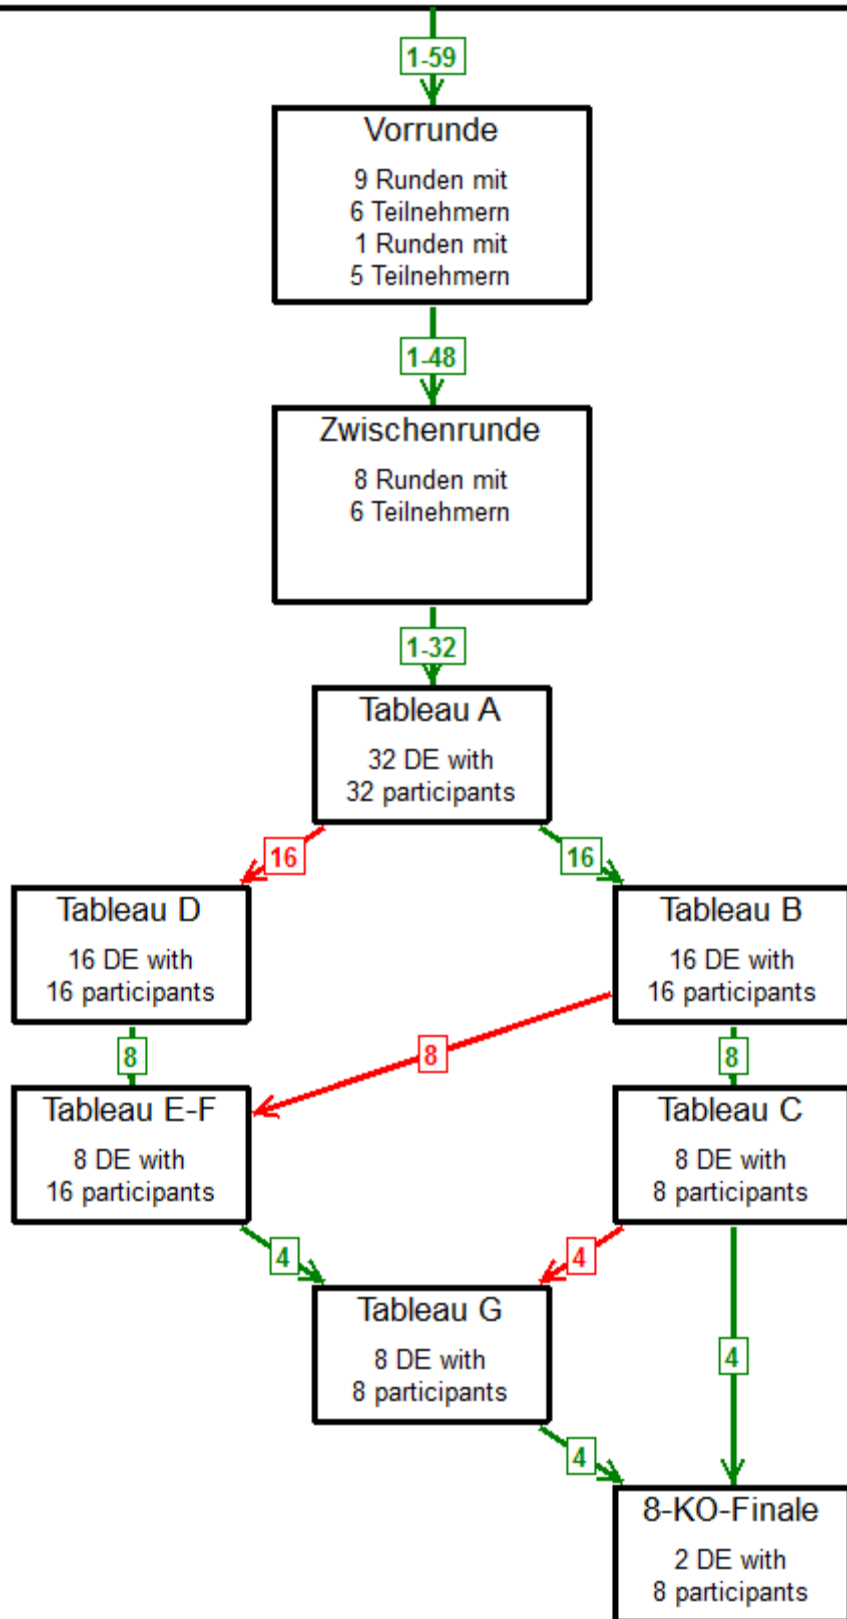 1-59
Vorrunde
9 Runden mit
6 Teilnehmern
1 Runden mit
5 Teilnehmern
1-48
Zwischenrunde
8 Runden mit
6 Teilnehmern
1-32
Tableau A
32 DE with
32 participants
16
16
Tableau D
16 DE with
16 participants
Tableau B
16 DE with
16 participants
8
8
8
Tableau E-F
8 DE with
16 participants
Tableau C
8 DE with
8 participants
4
4
Tableau G
8 DE with
8 participants
4
4
8-KO-Finale
2 DE with
8 participants